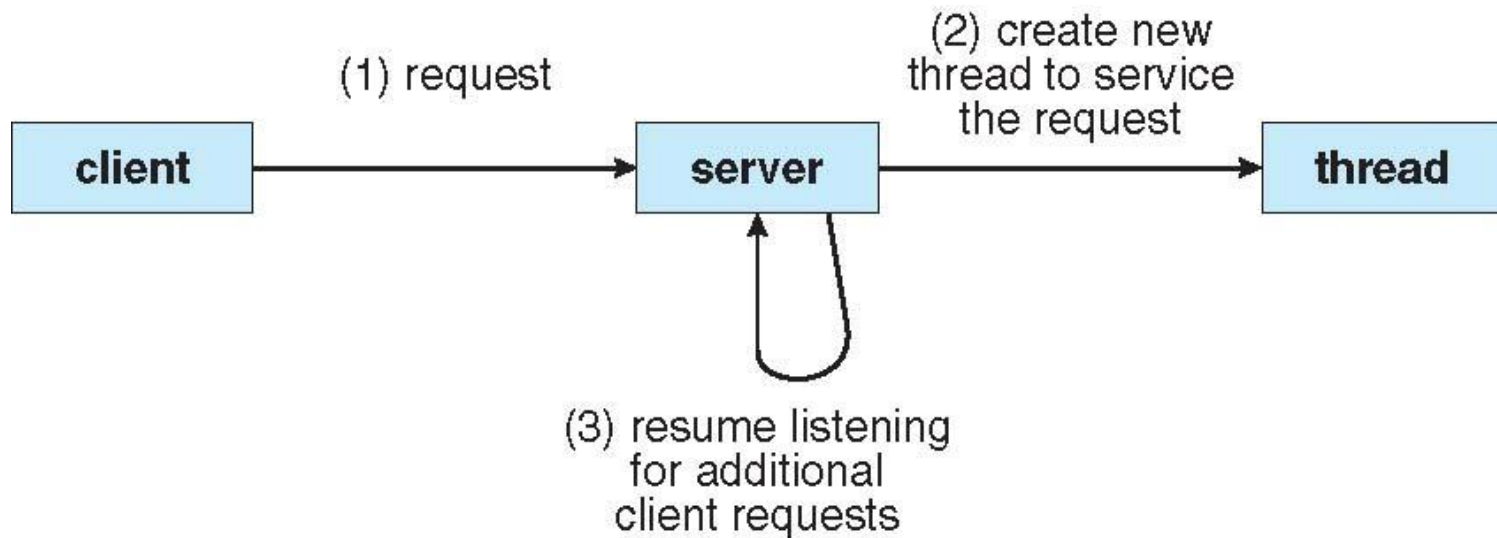 (1) request
(2) create new
thread to service
the request
client
server
thread
(3) resume listening
for additional
client requests